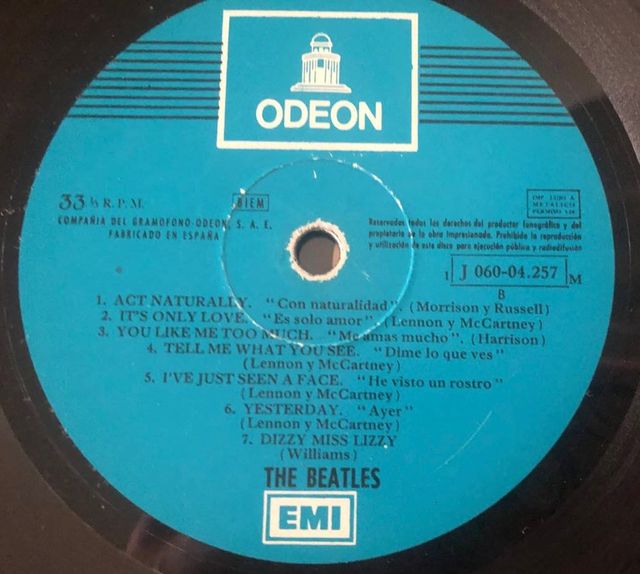 ODEON
33 ⅓ R. P. M.
BIEM
COMPAÑIA DEL GRAMOFONO-ODEON, S. A. E.
FABRICADO EN ESPAÑA
METALICA
PERMISO
Reservados todos los derechos del productor fonográfico y del
propietario de la obra impresionada. Prohibida la reproducción
y utilización de este disco para ejecución pública y radiodifusión
1 J 060-04.257 M
B
1. ACT NATURALLY. "Con naturalidad". (Morrison y Russell)
2. IT'S ONLY LOVE. "Es solo amor". (Lennon y McCartney)
3. YOU LIKE ME TOO MUCH. "Me amas mucho". (Harrison)
4. TELL ME WHAT YOU SEE. "Dime lo que ves"
(Lennon y McCartney)
5. I'VE JUST SEEN A FACE. "He visto un rostro"
(Lennon y McCartney)
6. YESTERDAY. "Ayer"
(Lennon y McCartney)
7. DIZZY MISS LIZZY
(Williams)
THE BEATLES
EMI